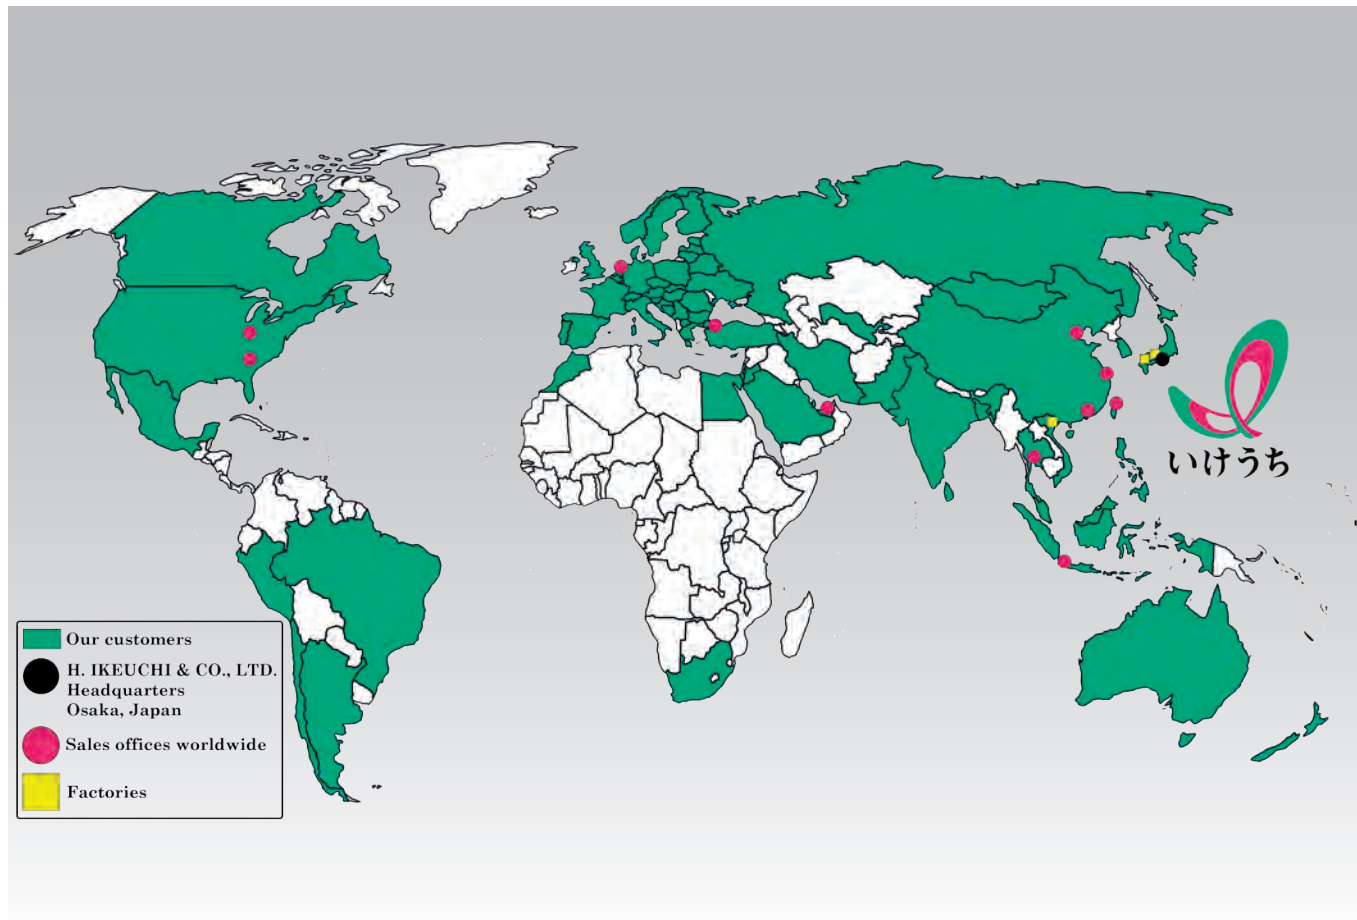 いけうち
Our customers
H. IKEUCHI & CO., LTD.
Headquarters
Osaka, Japan
Sales offices worldwide
Factories